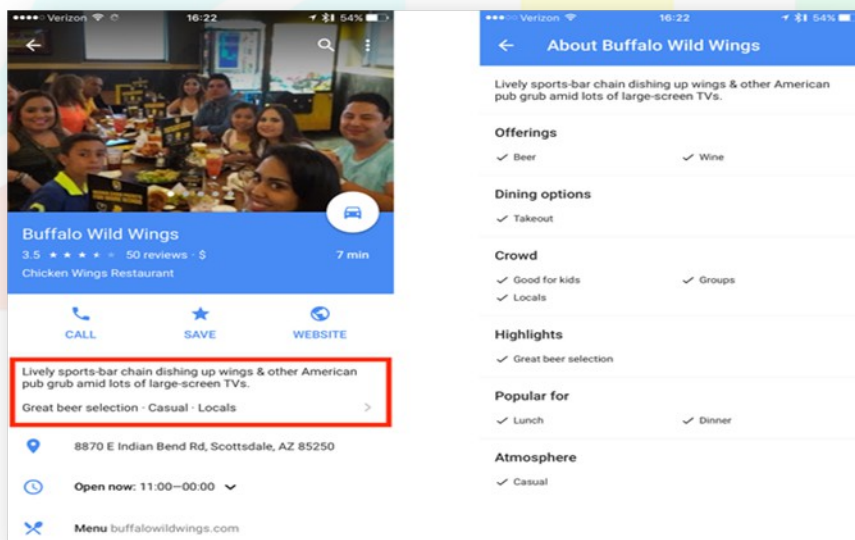 Verizon 16:22 54%
Buffalo Wild Wings
3.5 50 reviews · $ 7 min
Chicken Wings Restaurant
CALL SAVE WEBSITE
Lively sports-bar chain dishing up wings & other American
pub grub amid lots of large-screen TVs.
Great beer selection · Casual · Locals
8870 E Indian Bend Rd, Scottsdale, AZ 85250
Open now: 11:00–00:00
Menu buffalowildwings.com
Verizon 16:22 54%
About Buffalo Wild Wings
Lively sports-bar chain dishing up wings & other American
pub grub amid lots of large-screen TVs.
Offerings
Beer Wine
Dining options
Takeout
Crowd
Good for kids Groups
Locals
Highlights
Great beer selection
Popular for
Lunch Dinner
Atmosphere
Casual